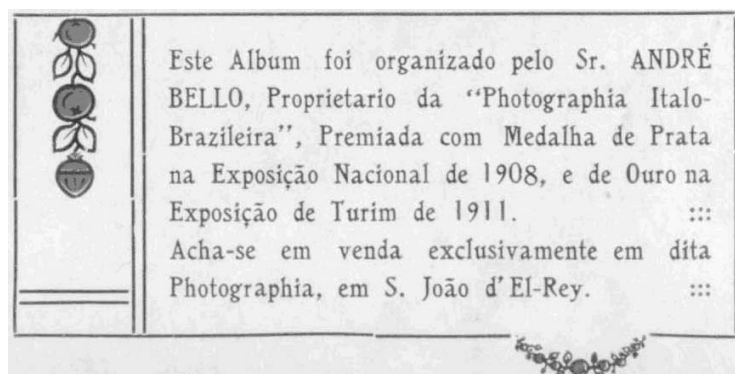 Este Album foi organizado pelo Sr. ANDRÉ
BELLO, Proprietario da “Photographia Italo-
Brazileira”, Premiada com Medalha de Prata
na Exposição Nacional de 1908, e de Ouro na
Exposição de Turim de 1911. :::
Acha-se em venda exclusivamente em dita
Photographia, em S. João d'El-Rey. :::